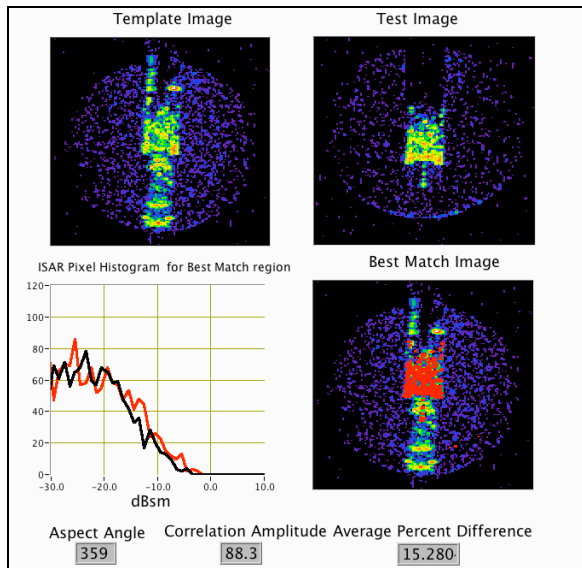 Template Image
Test Image
ISAR Pixel Histogram for Best Match region
120
100
80
60
40
20
0
-30.0 -20.0 -10.0 0.0 10.0
dBsm
Best Match Image
Aspect Angle Correlation Amplitude Average Percent Difference
359 88.3 15.280